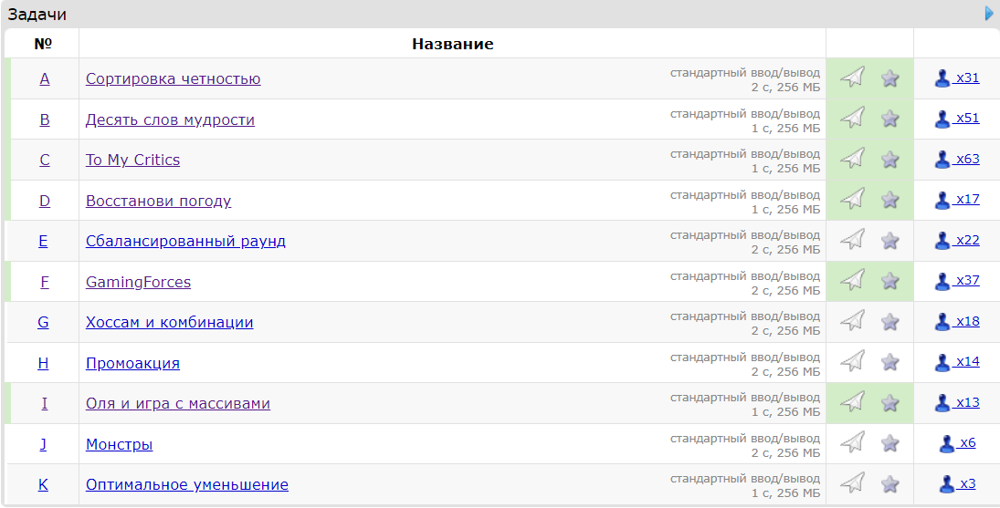 Задачи
№ Название
A Сортировка четностью стандартный ввод/вывод x31
2 с, 256 МБ
B Десять слов мудрости стандартный ввод/вывод x51
1 с, 256 МБ
C To My Critics стандартный ввод/вывод x63
1 с, 256 МБ
D Восстанови погоду стандартный ввод/вывод x17
1 с, 256 МБ
E Сбалансированный раунд стандартный ввод/вывод x22
2 с, 256 МБ
F GamingForces стандартный ввод/вывод x37
2 с, 256 МБ
G Хоссам и комбинации стандартный ввод/вывод x18
2 с, 256 МБ
H Промоакция стандартный ввод/вывод x14
2 с, 256 МБ
I Оля и игра с массивами стандартный ввод/вывод x13
1 с, 256 МБ
J Монстры стандартный ввод/вывод x6
2 с, 256 МБ
K Оптимальное уменьшение стандартный ввод/вывод x3
1 с, 256 МБ